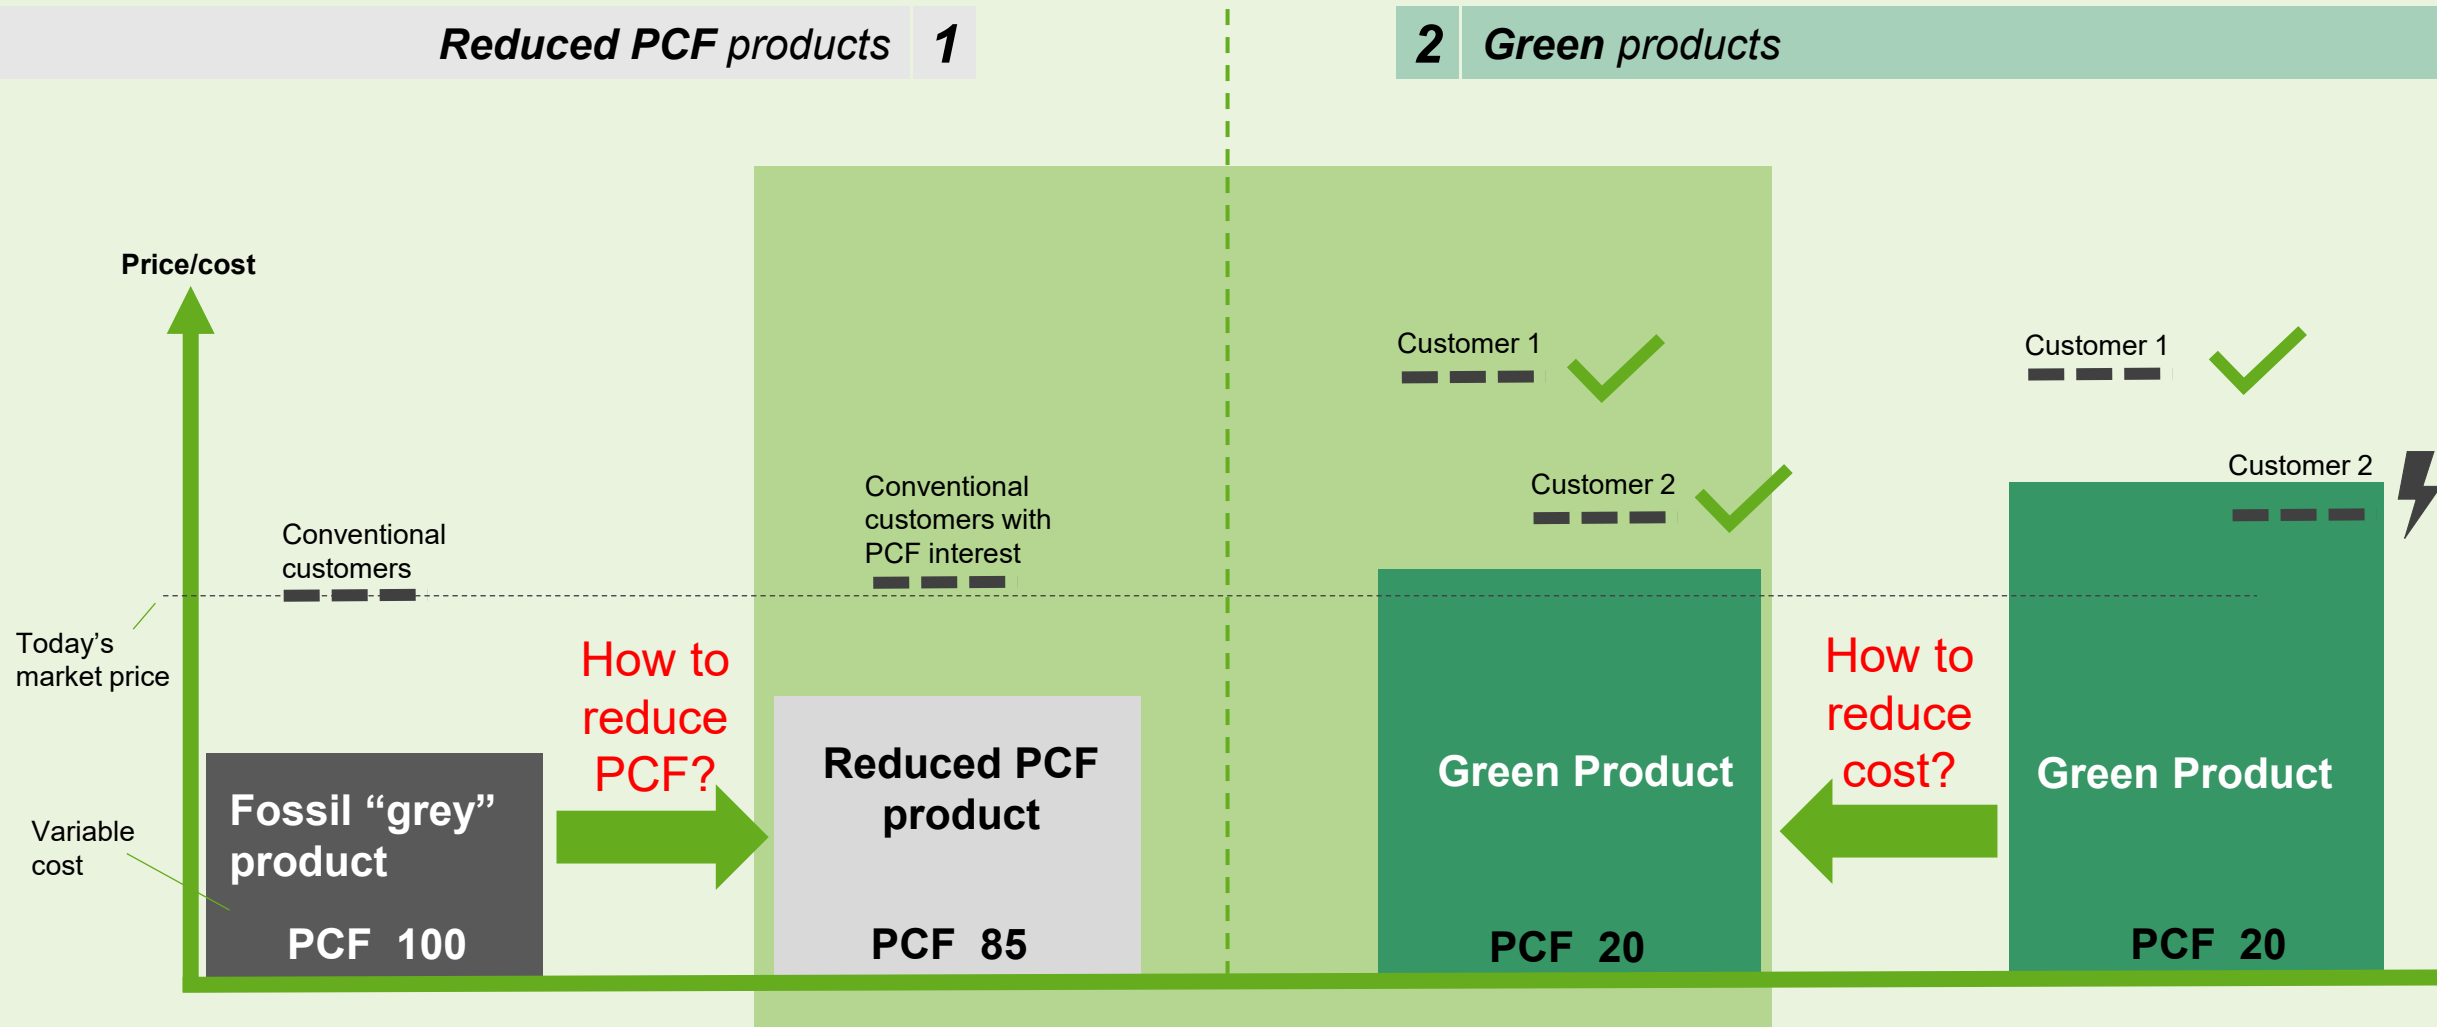 Reduced PCF products 1
2 Green products
Price/cost
Conventional
customers
Today's
market price
Variable
cost
Fossil “grey”
product
PCF 100
How to
reduce
PCF?
Conventional
customers with
PCF interest
Reduced PCF
product
PCF 85
Customer 1
Customer 2
Green Product
PCF 20
How to
reduce
cost?
Customer 1
Customer 2
Green Product
PCF 20